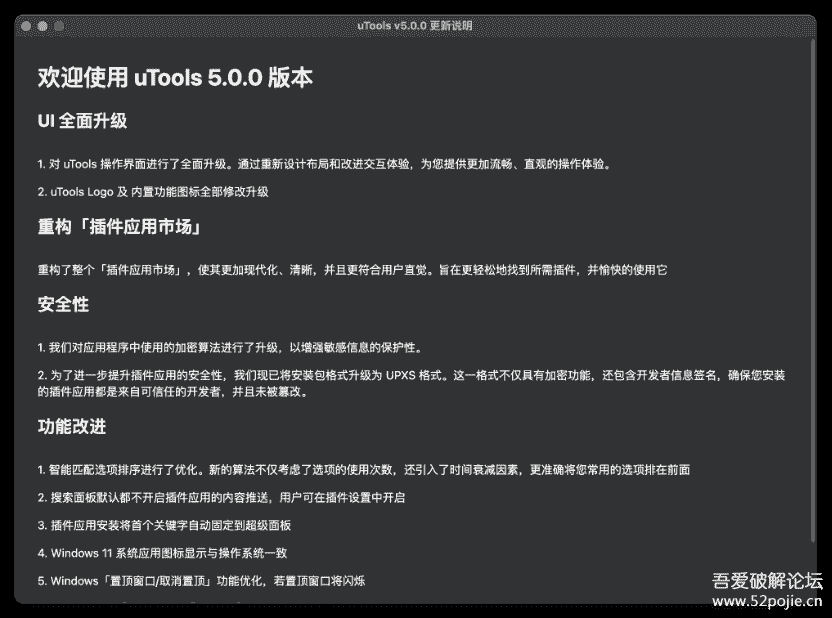 uTools v5.0.0 更新说明
欢迎使用 uTools 5.0.0 版本
UI 全面升级
1. 对 uTools 操作界面进行了全面升级。通过重新设计布局和改进交互体验，为您提供更加流畅、直观的操作体验。
2. uTools Logo 及 内置功能图标全部修改升级
重构「插件应用市场」
重构了整个「插件应用市场」，使其更加现代化、清晰，并且更符合用户直觉。旨在更轻松地找到所需插件，并愉快的使用它
安全性
1. 我们对应用程序中使用的加密算法进行了升级，以增强敏感信息的保护性。
2. 为了进一步提升插件应用的安全性，我们现已将安装包格式升级为 UPXS 格式。这一格式不仅具有加密功能，还包含开发者信息签名，确保您安装
的插件应用都是来自可信任的开发者，并且未被篡改。
功能改进
1. 智能匹配选项排序进行了优化。新的算法不仅考虑了选项的使用次数，还引入了时间衰减因素，更准确将您常用的选项排在前面
2. 搜索面板默认都不开启插件应用的内容推送，用户可在插件设置中开启
3. 插件应用安装将首个关键字自动固定到超级面板
4. Windows 11 系统应用图标显示与操作系统一致
5. Windows「置顶窗口/取消置顶」功能优化，若置顶窗口将闪烁
吾爱破解论坛
www.52pojie.cn